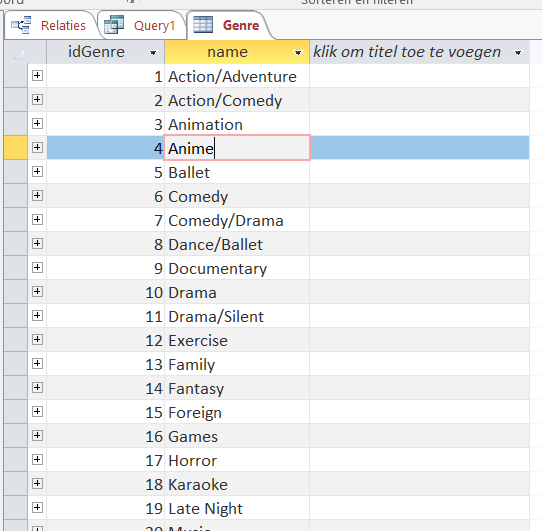 Sorteren en filteren
Relaties Query1 Genre
idGenre name klik om titel toe te voegen
1 Action/Adventure
2 Action/Comedy
3 Animation
4 Anime
5 Ballet
6 Comedy
7 Comedy/Drama
8 Dance/Ballet
9 Documentary
10 Drama
11 Drama/Silent
12 Exercise
13 Family
14 Fantasy
15 Foreign
16 Games
17 Horror
18 Karaoke
19 Late Night
20 Music